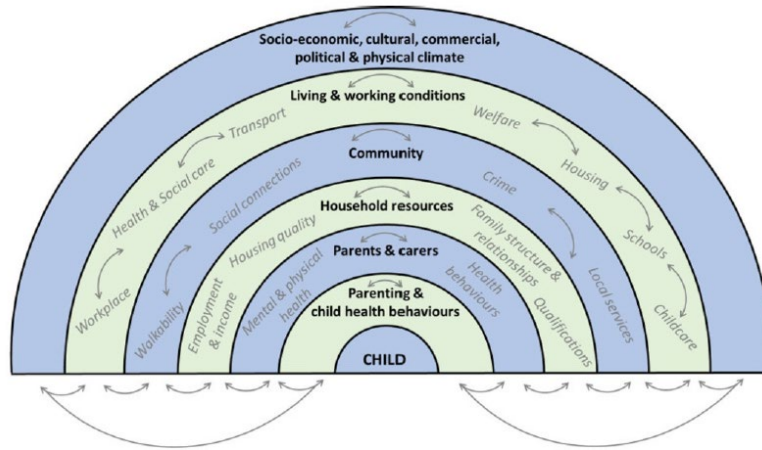 Socio-economic, cultural, commercial,
political & physical climate
Living & working conditions
Transport
Welfare
Health & Social care
Housing
Workplace
Schools
Childcare
Community
Social connections
Crime
Walkability
Local services
Household resources
Housing quality
Family structure &
relationships
Employment
& income
Qualifications
Parents & carers
Mental & physical
health
Health
behaviours
Parenting &
child health behaviours
CHILD